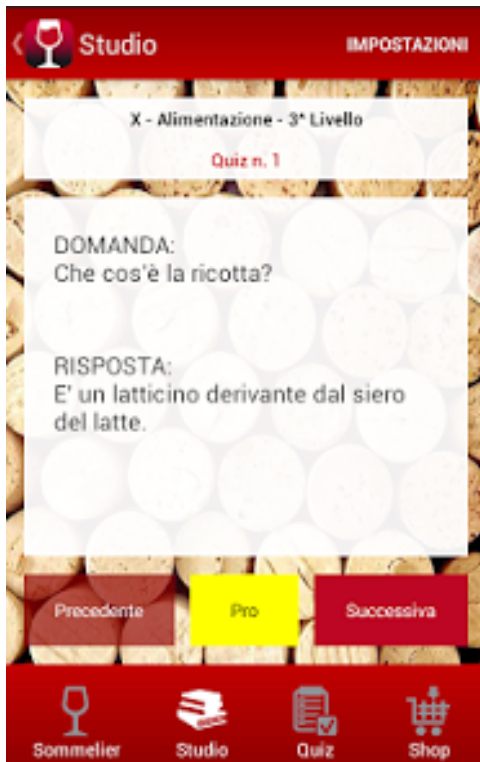 Studio
IMPOSTAZIONI
X - Alimentazione - 3° Livello
Quiz n. 1
DOMANDA:
Che cos'è la ricotta?
RISPOSTA:
E' un latticino derivante dal siero
del latte.
Precedente
Pro
Successiva
Sommelier
Studio
Quiz
Shop